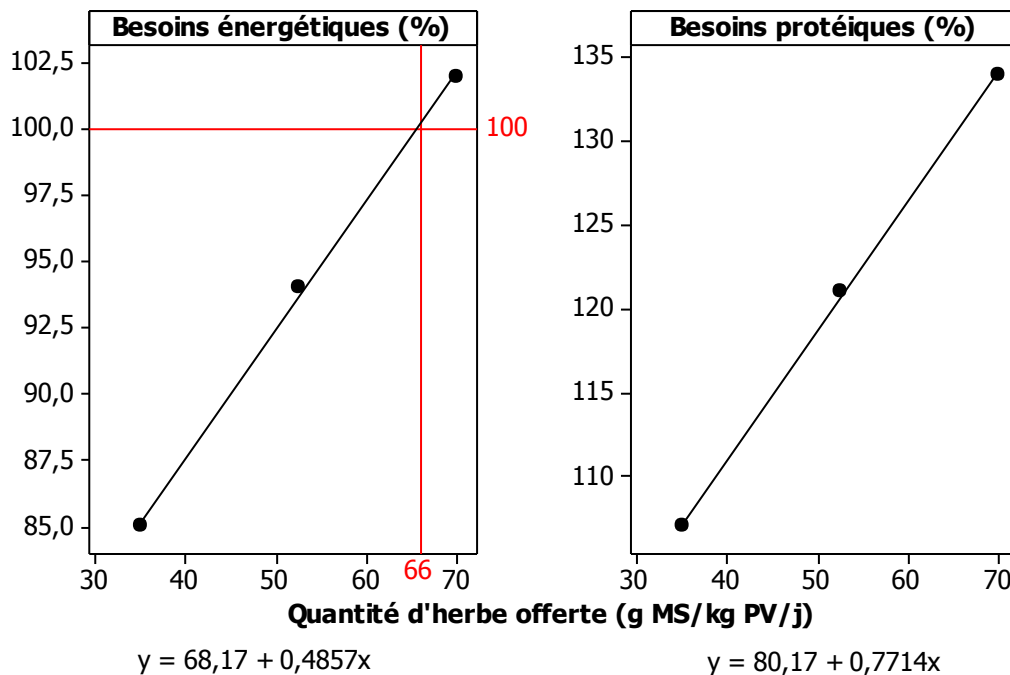 Besoins énergétiques (%)
102,5
100,0
97,5
95,0
92,5
90,0
87,5
85,0
100
30 40 50 60 66 70
Besoins protéiques (%)
135
130
125
120
115
110
30 40 50 60 70
Quantité d'herbe offerte (g MS/kg PV/j)
y = 68,17 + 0,4857x
y = 80,17 + 0,7714x